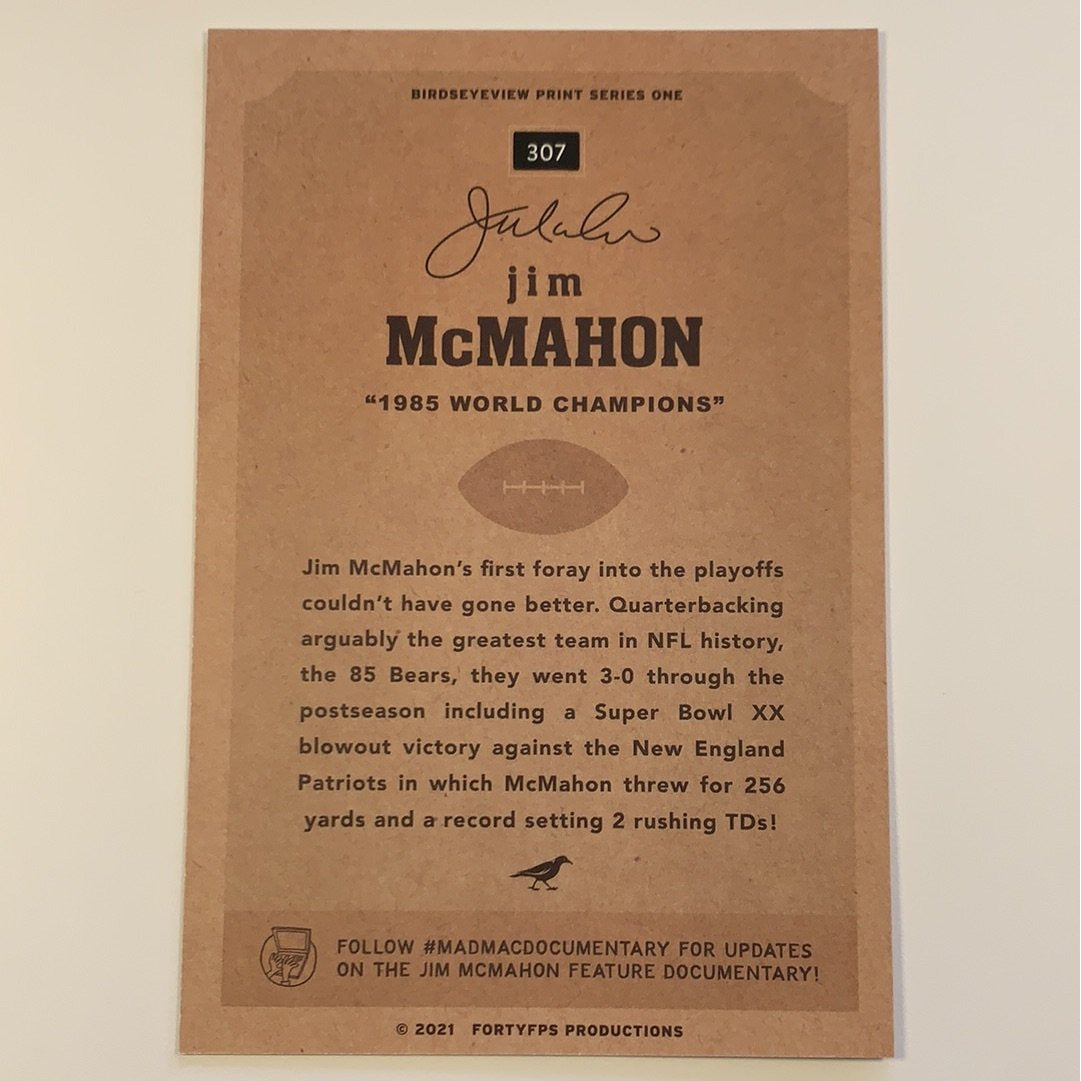 BIRDSEYEVIEW PRINT SERIES ONE
307
jim
McMAHON
“1985 WORLD CHAMPIONS”
Jim McMahon’s first foray into the playoffs
couldn’t have gone better. Quarterbacking
arguably the greatest team in NFL history,
the 85 Bears, they went 3-0 through the
postseason including a Super Bowl XX
blowout victory against the New England
Patriots in which McMahon threw for 256
yards and a record setting 2 rushing TDs!
FOLLOW #MADMACDOCUMENTARY FOR UPDATES
ON THE JIM MCMAHON FEATURE DOCUMENTARY!
© 2021 FORTYFPS PRODUCTIONS